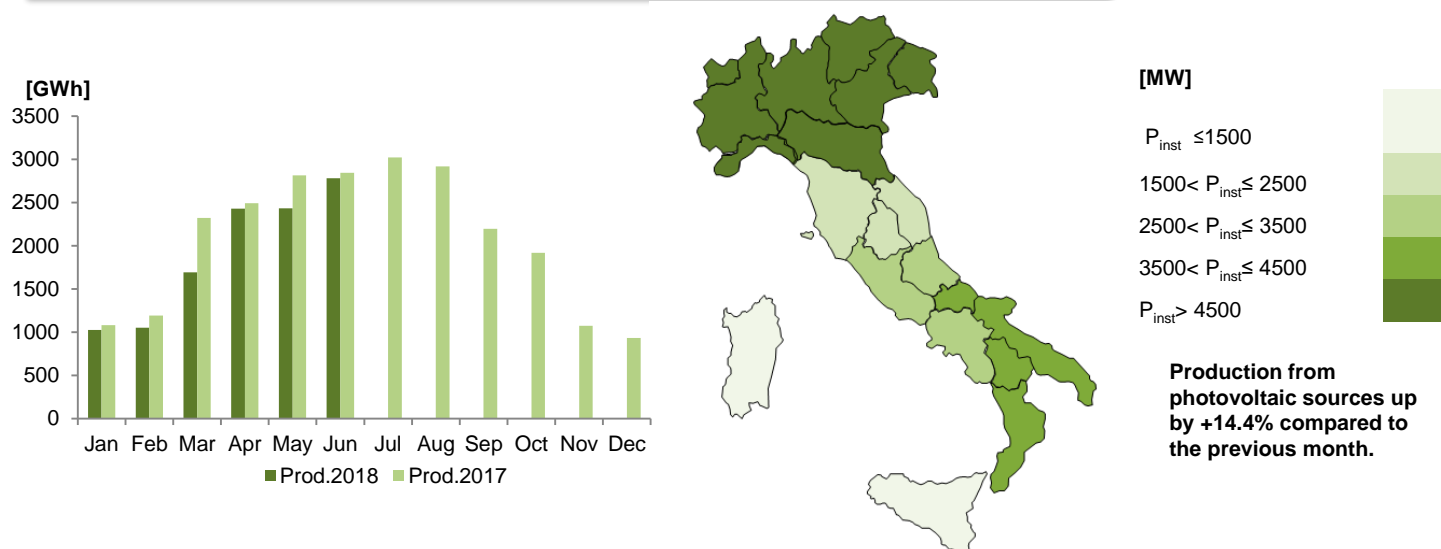 [GWh]
3500
3000
2500
2000
1500
1000
500
0
Jan Feb Mar Apr May Jun Jul Aug Sep Oct Nov Dec
Prod.2018 Prod.2017
[MW]
Pinst ≤1500
1500< Pinst≤ 2500
2500< Pinst≤ 3500
3500< Pinst≤ 4500
Pinst> 4500
Production from
photovoltaic sources up
by +14.4% compared to
the previous month.